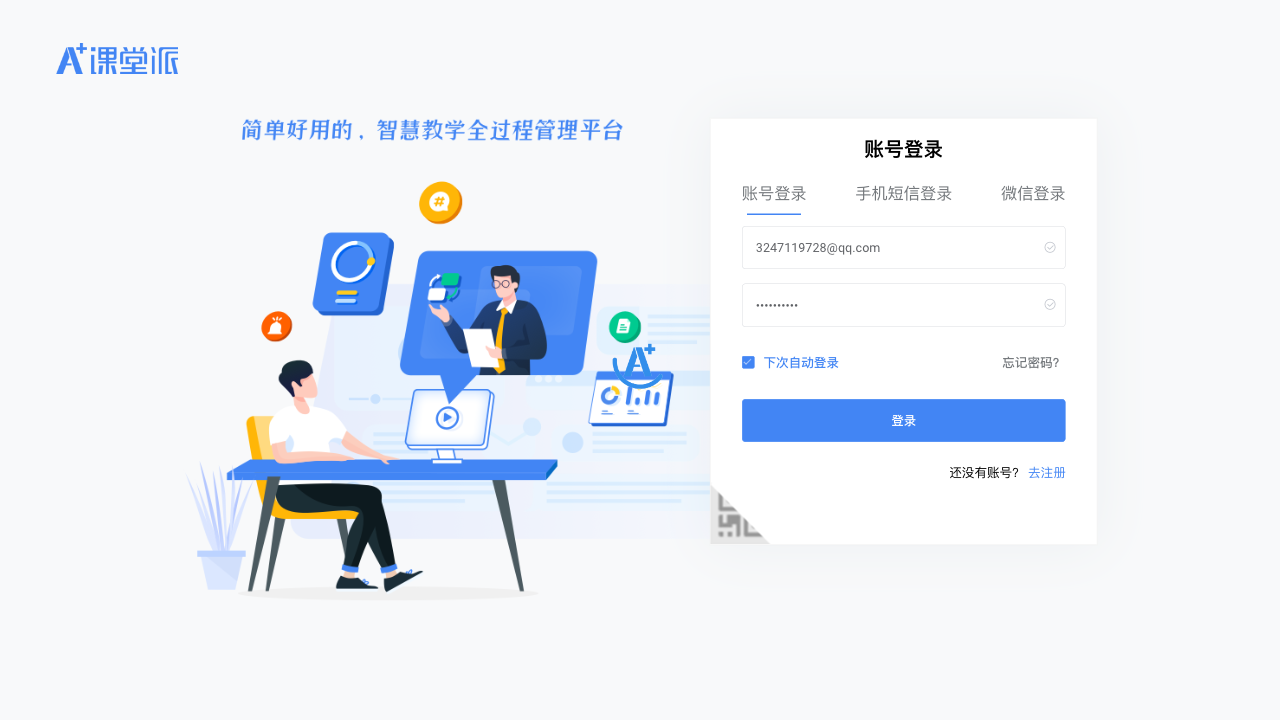 A+课堂派
简单好用的，智慧教学全过程管理平台
账号登录
账号登录 手机短信登录 微信登录
3247119728@qq.com
••••••••••
下次自动登录 忘记密码?
登录
还没有账号? 去注册